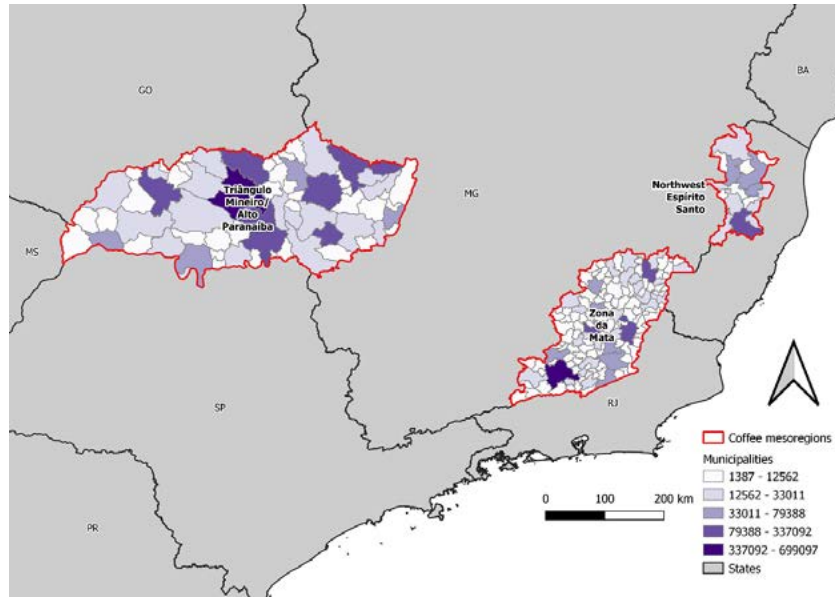 BA
GO
MG
Triângulo
Mineiro/
Alto
Paranaíba
Northwest
Espírito
Santo
MS
Zona
da
Mata
RJ
SP
PR
Coffee mesoregions
Municipalities
1387 - 12562
12562 - 33011
33011 - 79388
79388 - 337092
337092 - 699097
States
0 100 200 km